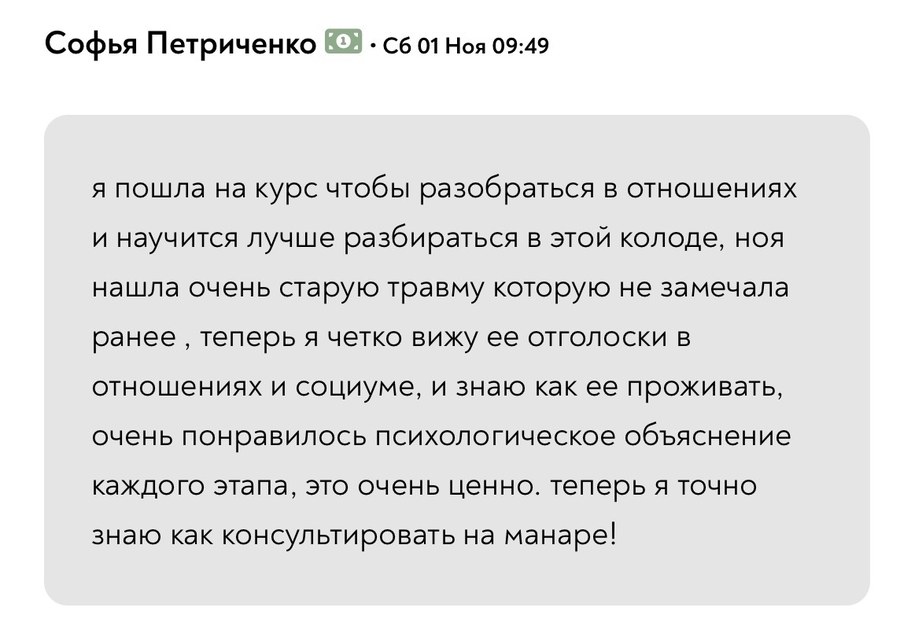 Софья Петриченко • Сб 01 Ноя 09:49
я пошла на курс чтобы разобраться в отношениях
и научится лучше разбираться в этой колоде, ноя
нашла очень старую травму которую не замечала
ранее , теперь я четко вижу ее отголоски в
отношениях и социуме, и знаю как ее проживать,
очень понравилось психологическое объяснение
каждого этапа, это очень ценно. теперь я точно
знаю как консультировать на манаре!